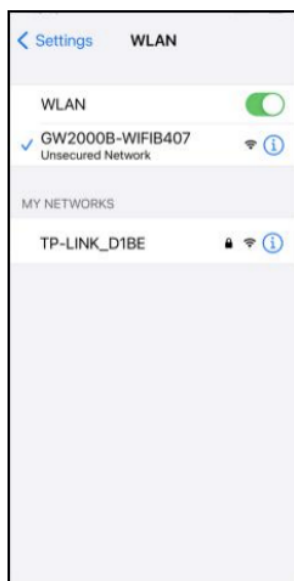 Settings WLAN
WLAN
GW2000B-WIFIB407
Unsecured Network
MY NETWORKS
TP-LINK_D1BE